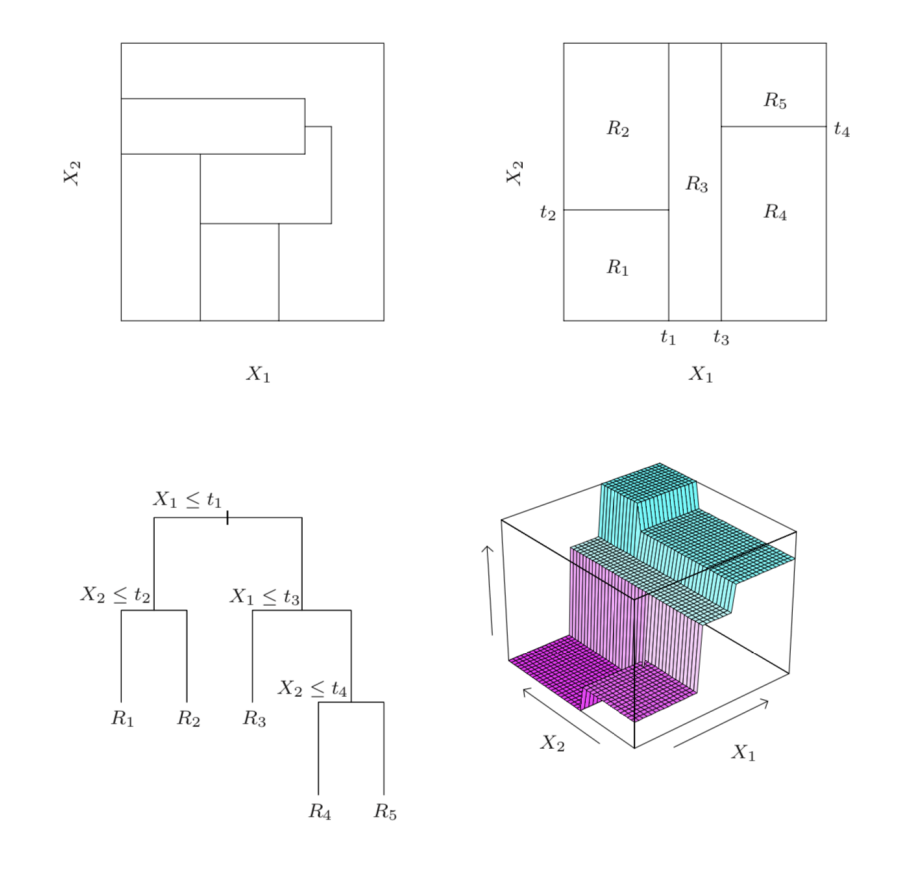 X₂
X₁
R₂
R₅
t₄
X₂
R₃
t₂
R₄
R₁
t₁
t₃
X₁
X₁ ≤ t₁
X₂ ≤ t₂
X₁ ≤ t₃
X₂ ≤ t₄
R₁
R₂
R₃
R₄
R₅
X₂
X₁